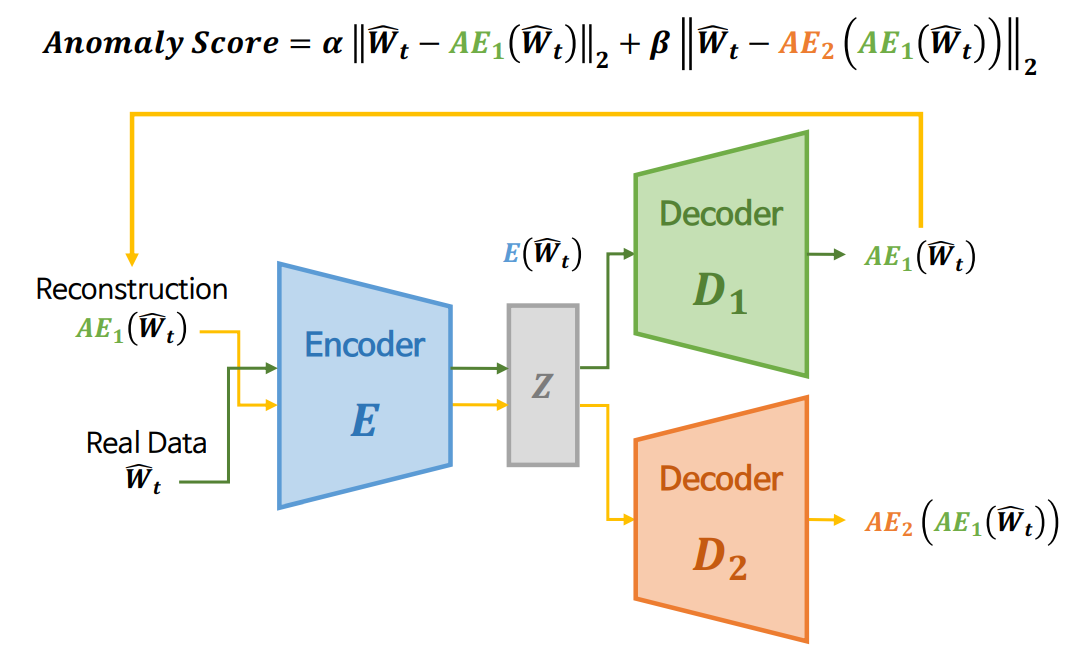 Anomaly Score = α ‖Ŵₜ − AE₁(Ŵₜ)‖₂ + β ‖Ŵₜ − AE₂(AE₁(Ŵₜ))‖₂
Decoder
D₁
E(Ŵₜ)
AE₁(Ŵₜ)
Reconstruction
AE₁(Ŵₜ)
Encoder
E
Z
Real Data
Ŵₜ
Decoder
D₂
AE₂(AE₁(Ŵₜ))